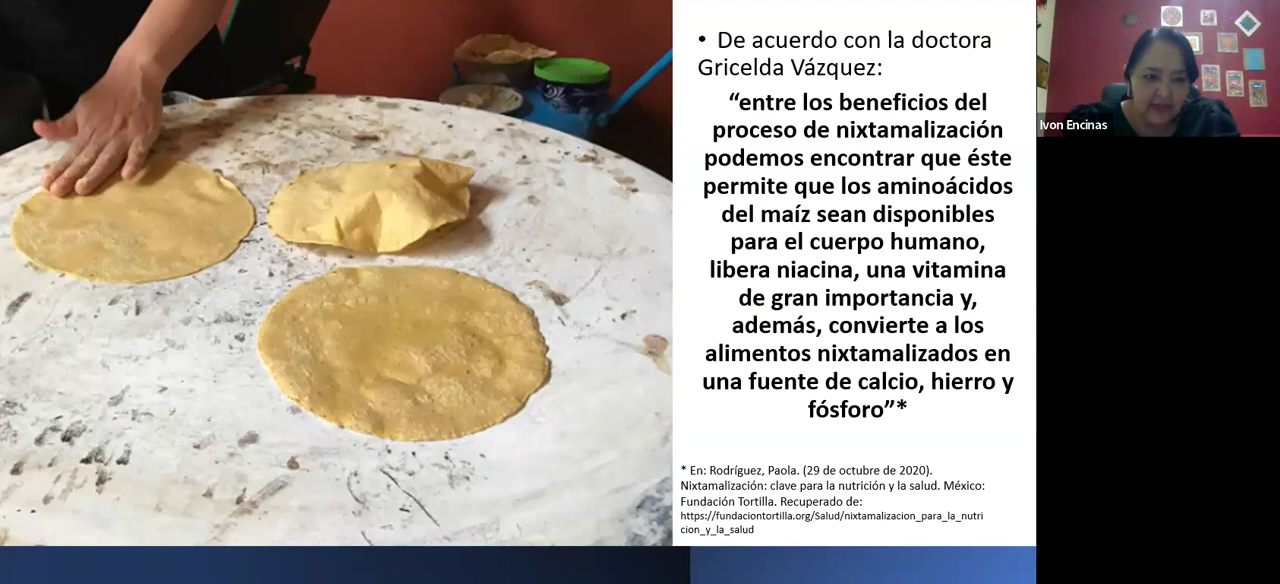 • De acuerdo con la doctora
Gricelda Vázquez:
“entre los beneficios del
proceso de nixtamalización
podemos encontrar que éste
permite que los aminoácidos
del maíz sean disponibles
para el cuerpo humano,
libera niacina, una vitamina
de gran importancia y,
además, convierte a los
alimentos nixtamalizados en
una fuente de calcio, hierro y
fósforo”*
* En: Rodríguez, Paola. (29 de octubre de 2020).
Nixtamalización: clave para la nutrición y la salud. México:
Fundación Tortilla. Recuperado de:
https://fundaciontortilla.org/Salud/nixtamalizacion_para_la_nutri
cion_y_la_salud
Ivon Encinas